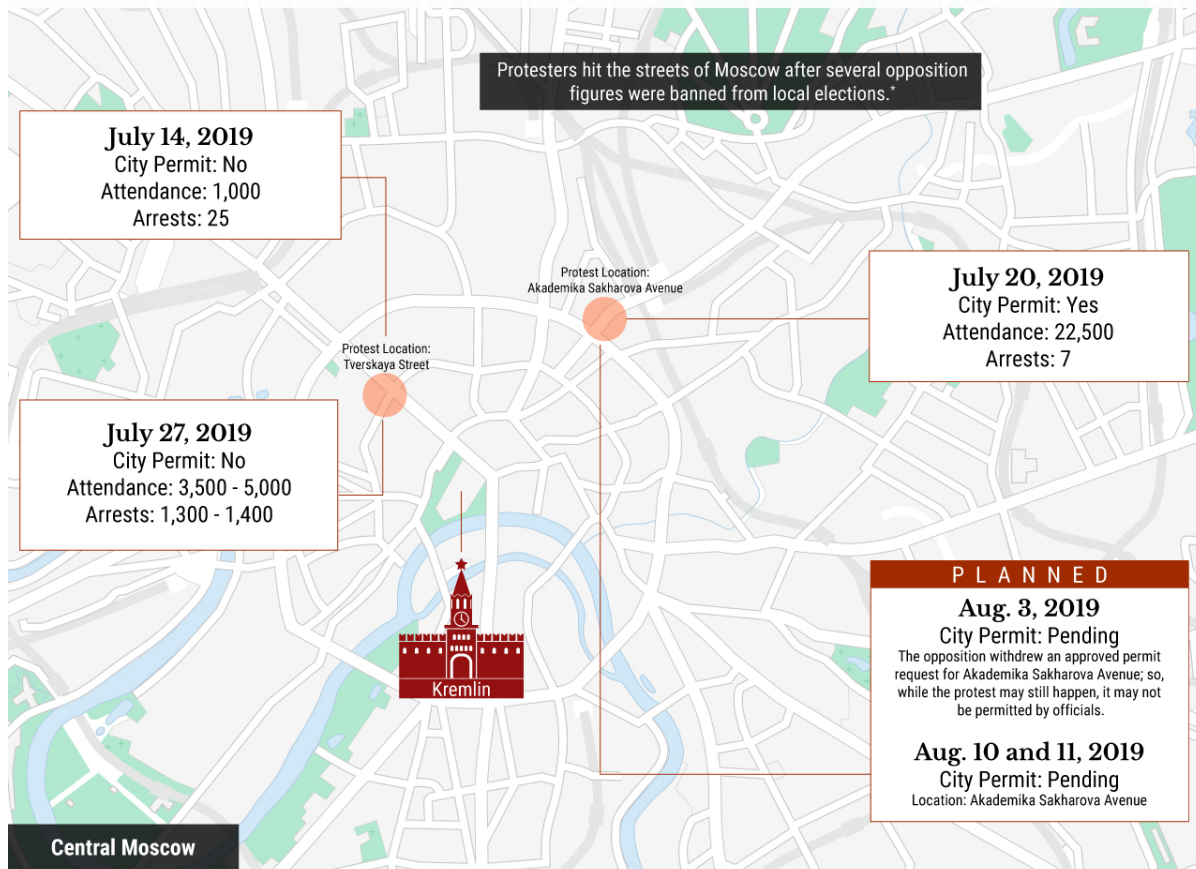 Protesters hit the streets of Moscow after several opposition
figures were banned from local elections.*
July 14, 2019
City Permit: No
Attendance: 1,000
Arrests: 25
Protest Location:
Akademika Sakharova Avenue
July 20, 2019
City Permit: Yes
Attendance: 22,500
Arrests: 7
Protest Location:
Tverskaya Street
July 27, 2019
City Permit: No
Attendance: 3,500 - 5,000
Arrests: 1,300 - 1,400
Kremlin
PLANNED
Aug. 3, 2019
City Permit: Pending
The opposition withdrew an approved permit
request for Akademika Sakharova Avenue; so,
while the protest may still happen, it may not
be permitted by officials.
Aug. 10 and 11, 2019
City Permit: Pending
Location: Akademika Sakharova Avenue
Central Moscow